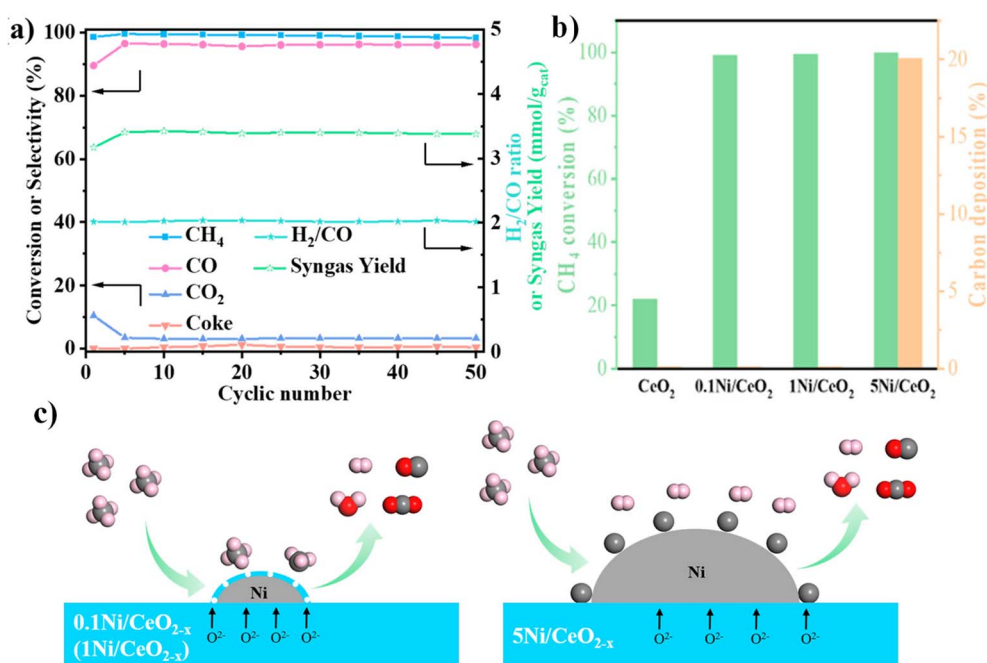 a)
Conversion or Selectivity (%)
100
80
60
40
20
0
CH₄
CO
CO₂
Coke
H₂/CO
Syngas Yield
0 10 20 30 40 50
Cyclic number
5
4
3
2
1
0
H₂/CO ratio
or Syngas Yield (mmol/g_cat)
b)
CH₄ conversion (%)
100
80
60
40
20
0
CeO₂ 0.1Ni/CeO₂ 1Ni/CeO₂ 5Ni/CeO₂
20
15
10
5
0
Carbon deposition (%)
c)
Ni
0.1Ni/CeO₂₋ₓ
(1Ni/CeO₂₋ₓ)
O²⁻ O²⁻ O²⁻ O²⁻
Ni
5Ni/CeO₂₋ₓ
O²⁻ O²⁻ O²⁻ O²⁻